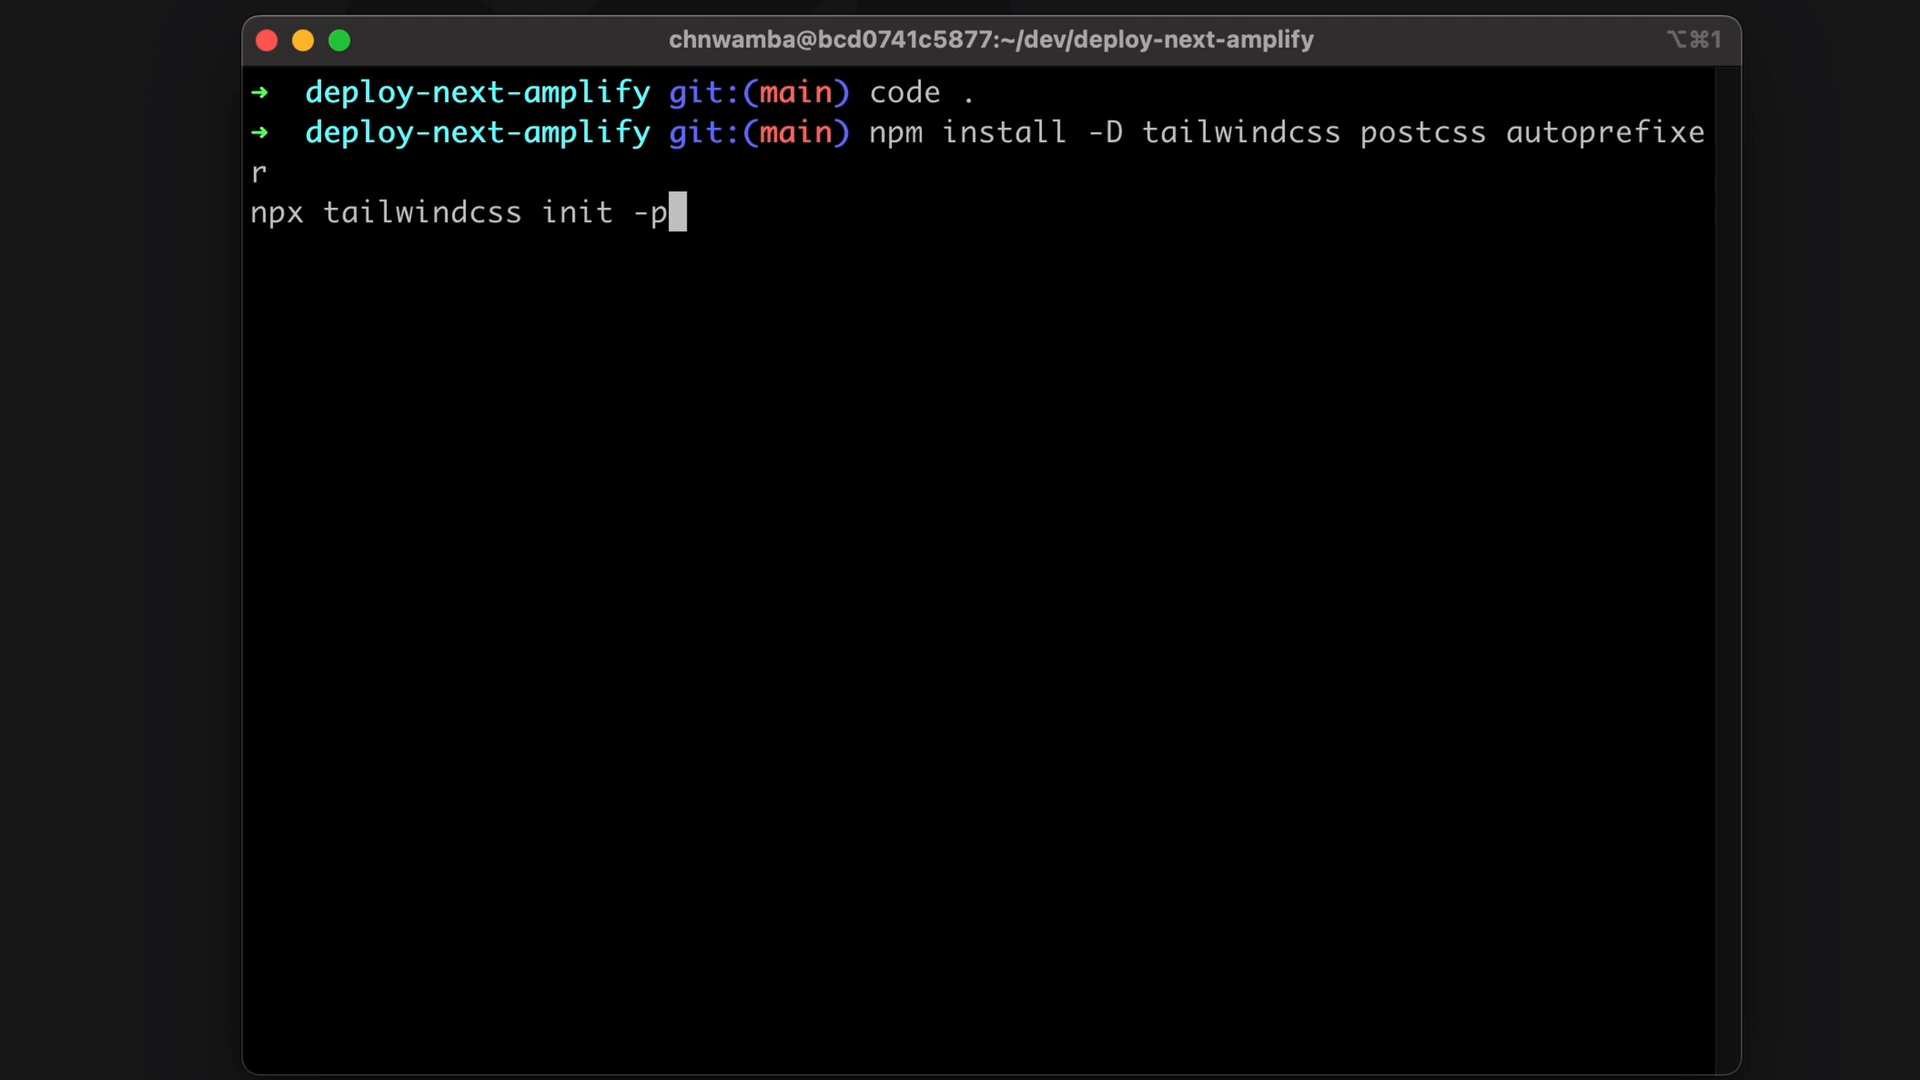 chnwamba@bcd0741c5877:~/dev/deploy-next-amplify ⌥⌘1
➜ deploy-next-amplify git:(main) code .
➜ deploy-next-amplify git:(main) npm install -D tailwindcss postcss autoprefixe
r
npx tailwindcss init -p